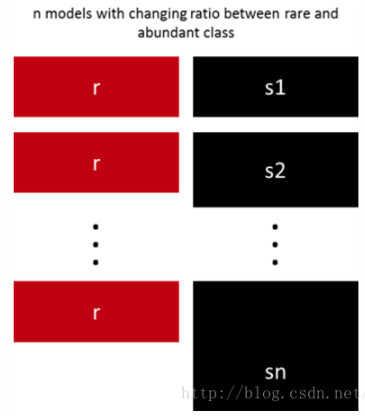 n models with changing ratio between rare and
abundant class
r s1
r s2
r
sn
http://blog.csdn.net/